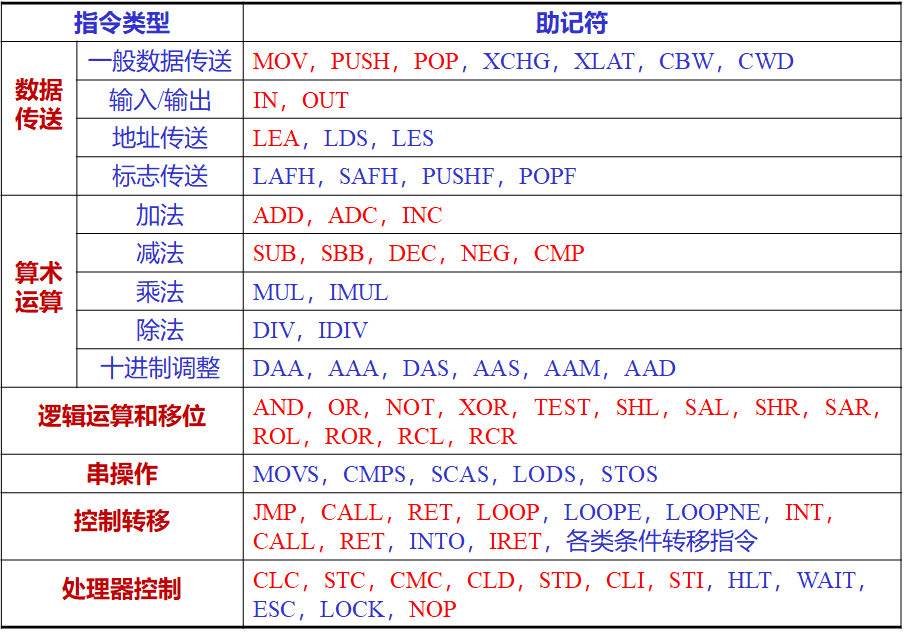 指令类型 助记符
数据传送 一般数据传送 MOV，PUSH，POP，XCHG，XLAT，CBW，CWD
输入/输出 IN，OUT
地址传送 LEA，LDS，LES
标志传送 LAFH，SAFH，PUSHF，POPF
算术运算 加法 ADD，ADC，INC
减法 SUB，SBB，DEC，NEG，CMP
乘法 MUL，IMUL
除法 DIV，IDIV
十进制调整 DAA，AAA，DAS，AAS，AAM，AAD
逻辑运算和移位 AND，OR，NOT，XOR，TEST，SHL，SAL，SHR，SAR，
ROL，ROR，RCL，RCR
串操作 MOVS，CMPS，SCAS，LODS，STOS
控制转移 JMP，CALL，RET，LOOP，LOOPE，LOOPNE，INT，
CALL，RET，INTO，IRET，各类条件转移指令
处理器控制 CLC，STC，CMC，CLD，STD，CLI，STI，HLT，WAIT，
ESC，LOCK，NOP